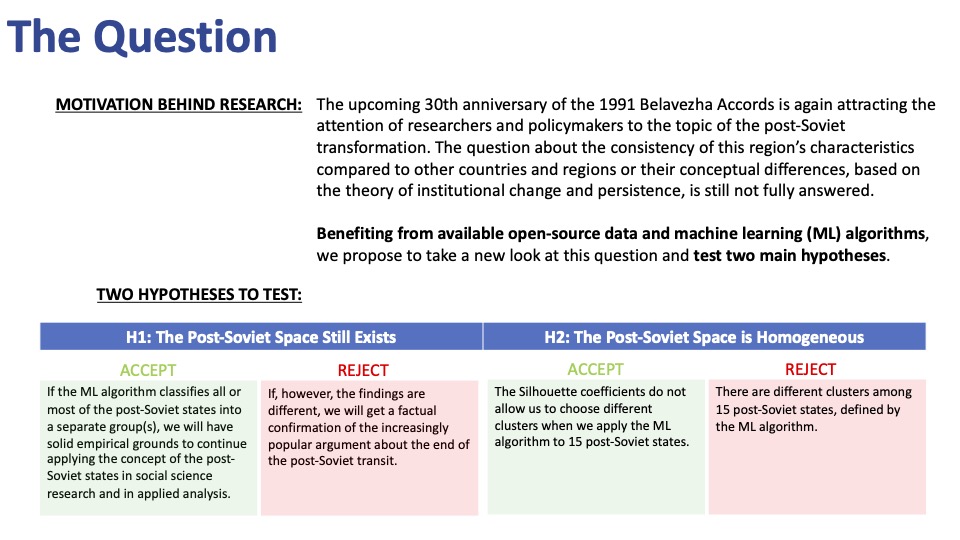 The Question
MOTIVATION BEHIND RESEARCH:
The upcoming 30th anniversary of the 1991 Belavezha Accords is again attracting the
attention of researchers and policymakers to the topic of the post-Soviet
transformation. The question about the consistency of this region’s characteristics
compared to other countries and regions or their conceptual differences, based on
the theory of institutional change and persistence, is still not fully answered.
Benefiting from available open-source data and machine learning (ML) algorithms,
we propose to take a new look at this question and test two main hypotheses.
TWO HYPOTHESES TO TEST:
H1: The Post-Soviet Space Still Exists
ACCEPT
If the ML algorithm classifies all or
most of the post-Soviet states into
a separate group(s), we will have
solid empirical grounds to continue
applying the concept of the post-
Soviet states in social science
research and in applied analysis.
REJECT
If, however, the findings are
different, we will get a factual
confirmation of the increasingly
popular argument about the end of
the post-Soviet transit.
H2: The Post-Soviet Space is Homogeneous
ACCEPT
The Silhouette coefficients do not
allow us to choose different
clusters when we apply the ML
algorithm to 15 post-Soviet states.
REJECT
There are different clusters among
15 post-Soviet states, defined by
the ML algorithm.